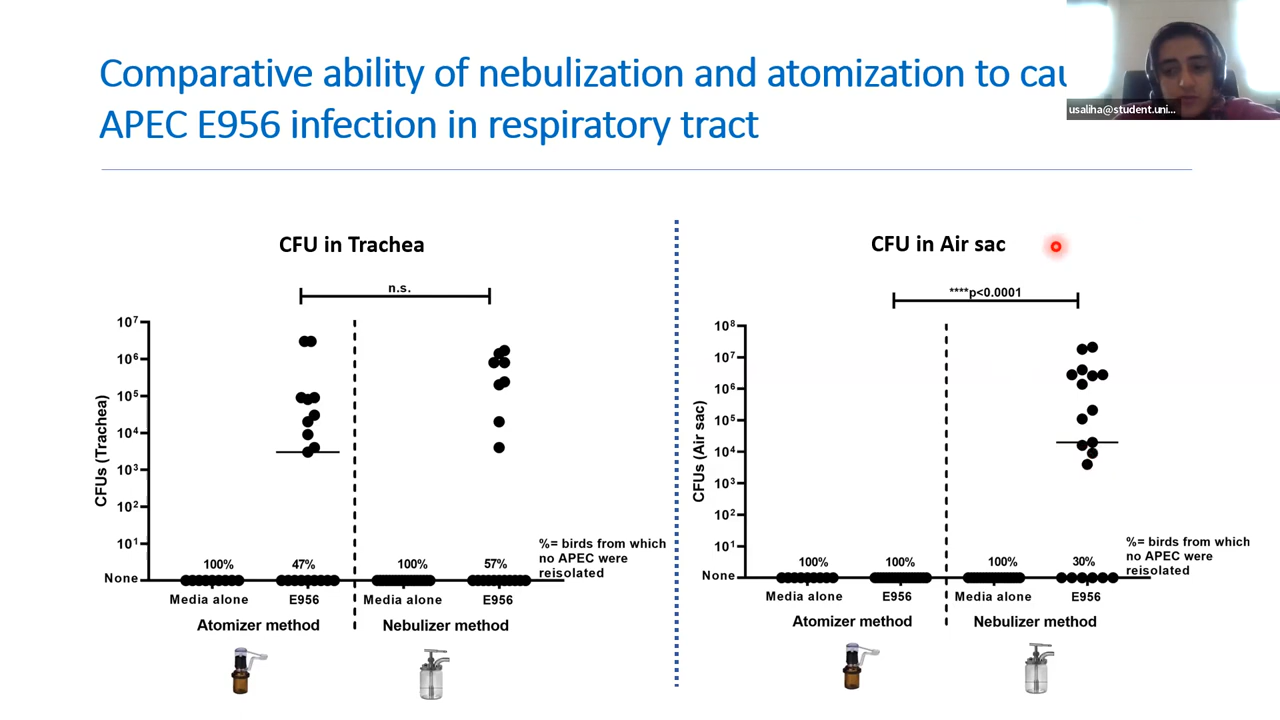 Comparative ability of nebulization and atomization to cau
APEC E956 infection in respiratory tract
usaliha@student.uni...
CFU in Trachea
n.s.
CFUs (Trachea)
10⁷
10⁶
10⁵
10⁴
10³
10²
10¹
None
100%
47%
100%
57%
%= birds from which
no APEC were
reisolated
Media alone
E956
Media alone
E956
Atomizer method
Nebulizer method
CFU in Air sac
****p<0.0001
CFUs (Air sac)
10⁸
10⁷
10⁶
10⁵
10⁴
10³
10²
10¹
None
100%
100%
100%
30%
%= birds from which
no APEC were
reisolated
Media alone
E956
Media alone
E956
Atomizer method
Nebulizer method